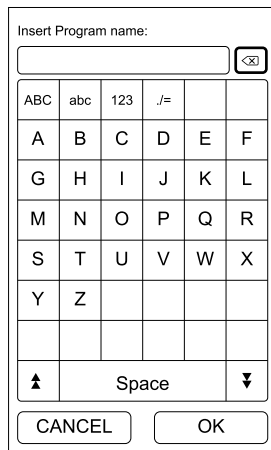 Insert Program name:
ABC abc 123 ./=
A B C D E F
G H I J K L
M N O P Q R
S T U V W X
Y Z
Space
CANCEL OK